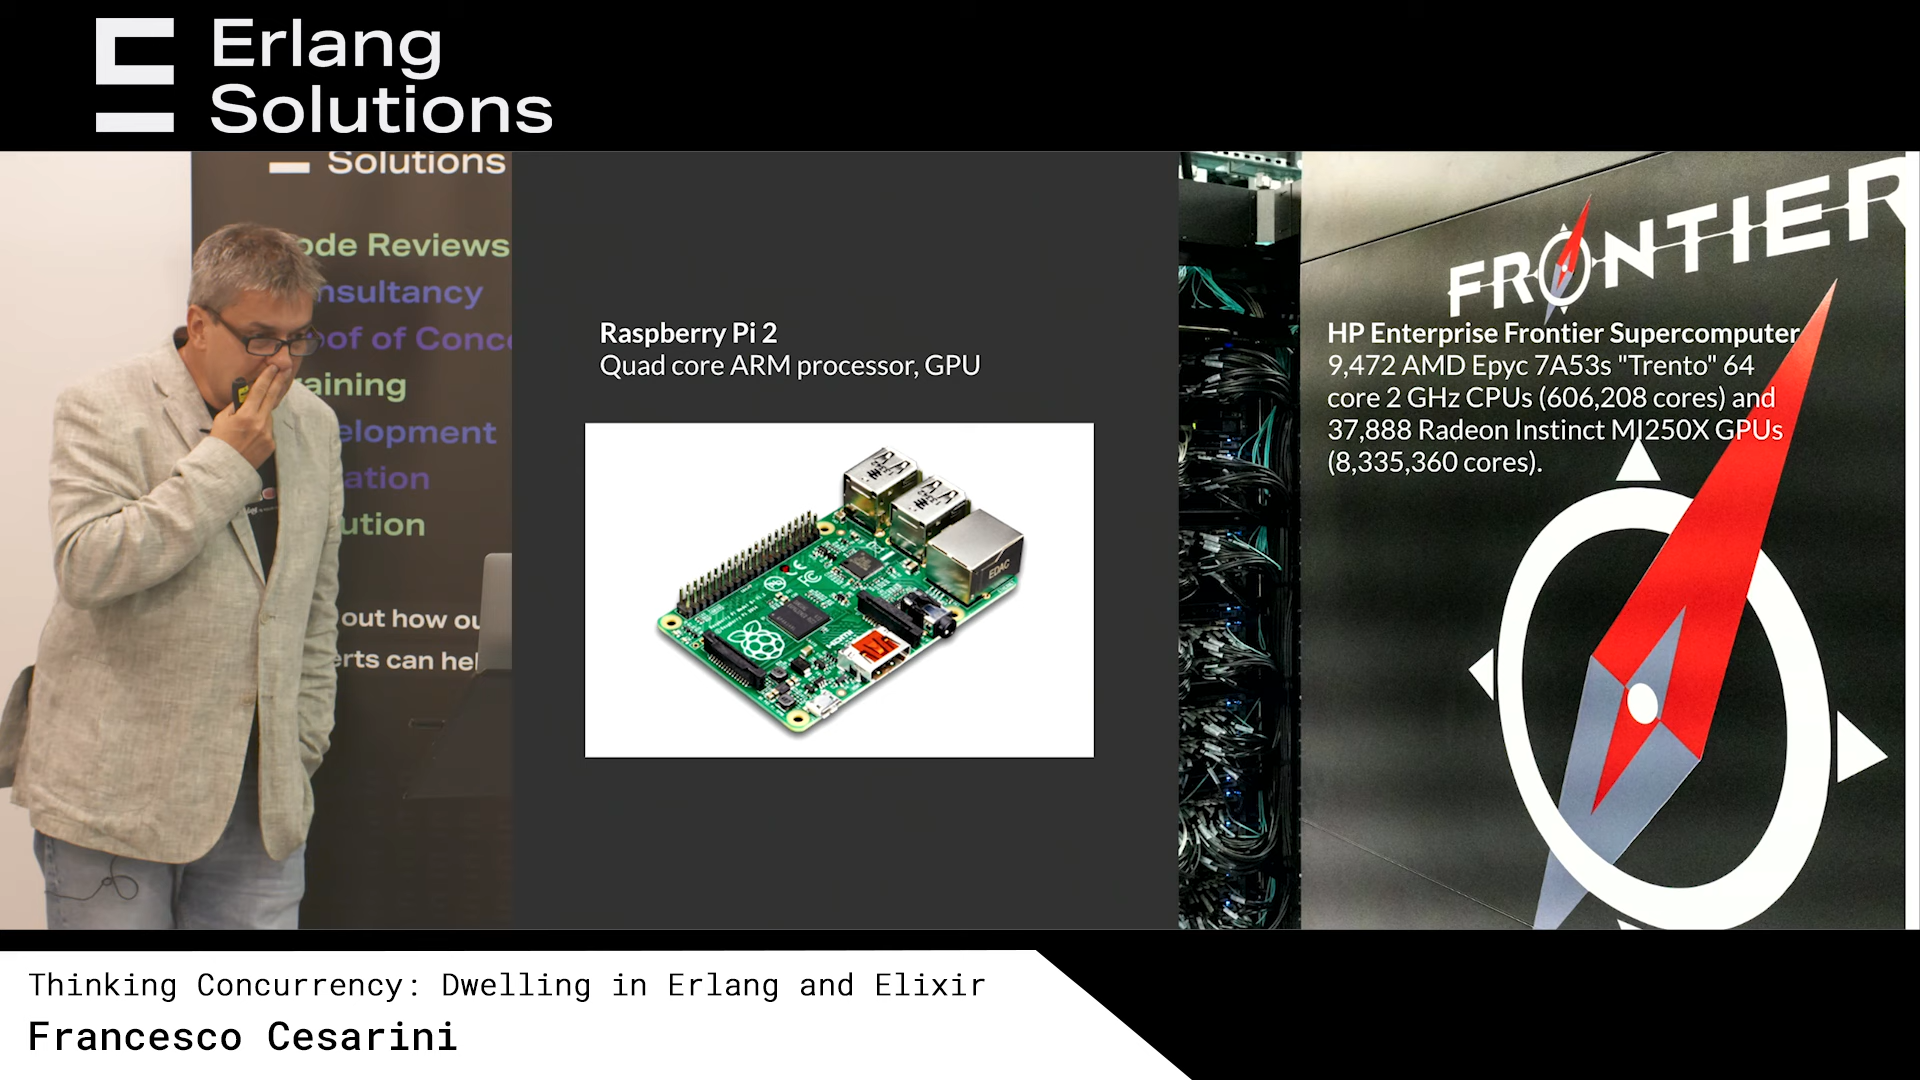 Erlang
Solutions
Solutions
ode Reviews
nsultancy
oof of Conc
aining
elopment
ation
ution
out how ou
erts can hel
Raspberry Pi 2
Quad core ARM processor, GPU
EDAC
HDMI
FRONTIER
HP Enterprise Frontier Supercomputer
9,472 AMD Epyc 7A53s "Trento" 64
core 2 GHz CPUs (606,208 cores) and
37,888 Radeon Instinct MI250X GPUs
(8,335,360 cores).
Thinking Concurrency: Dwelling in Erlang and Elixir
Francesco Cesarini